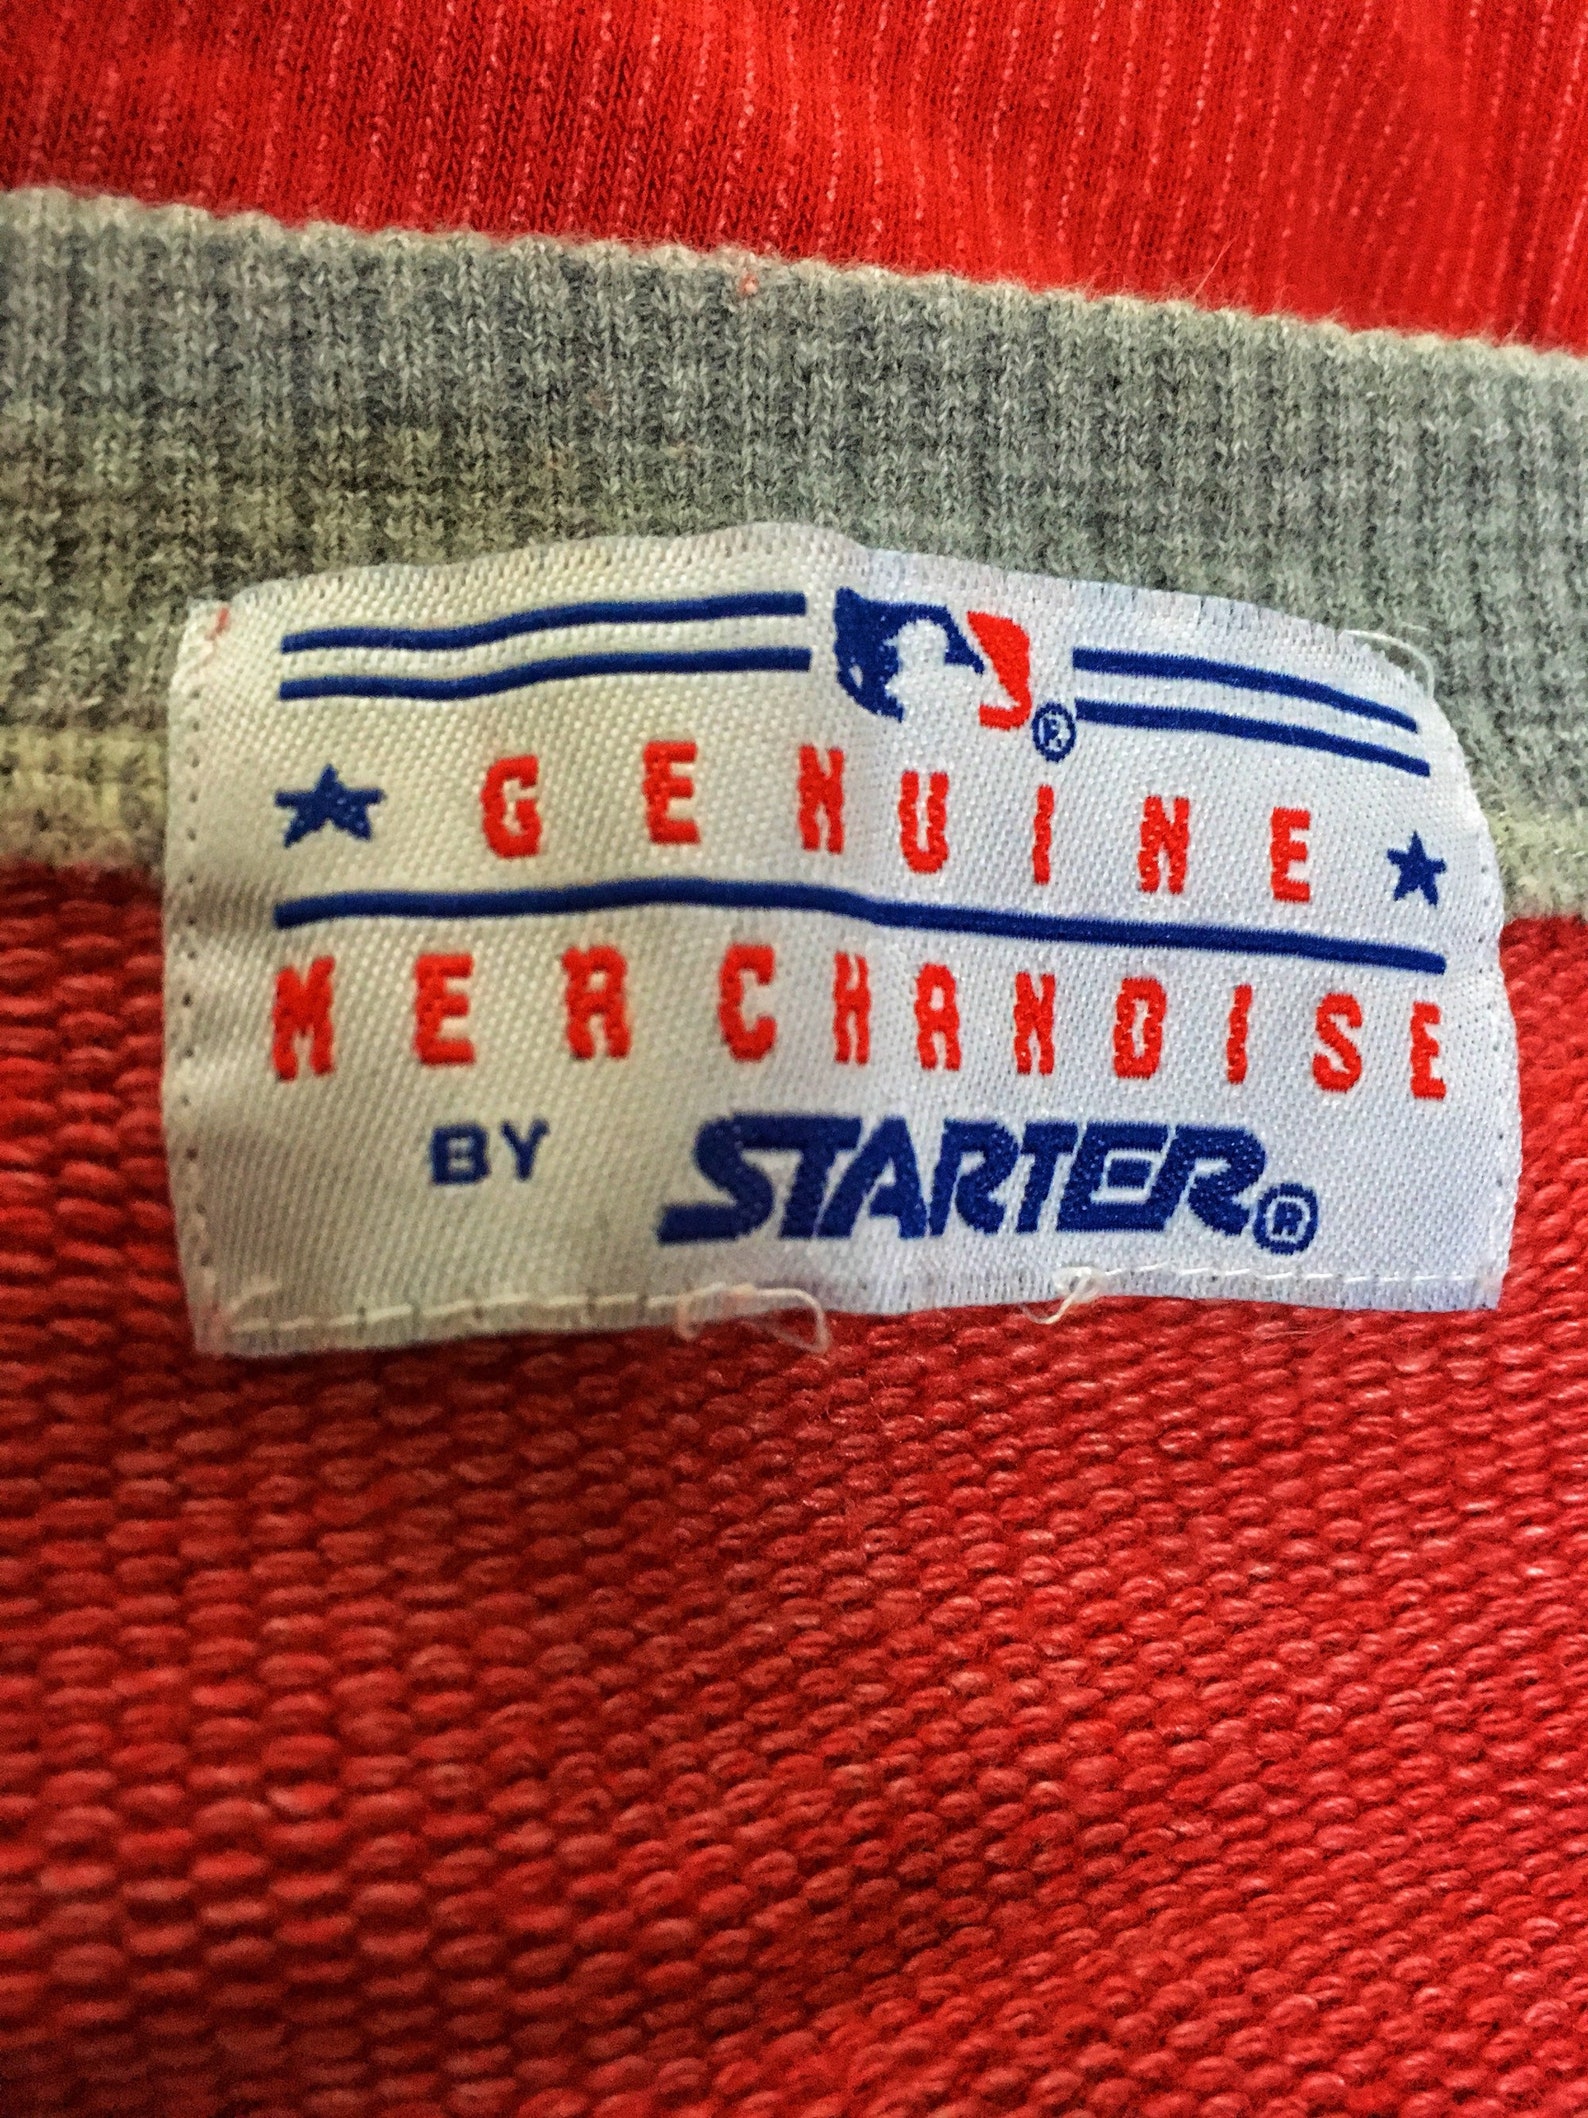 ®
GENUINE
MERCHANDISE
BY STARTER®